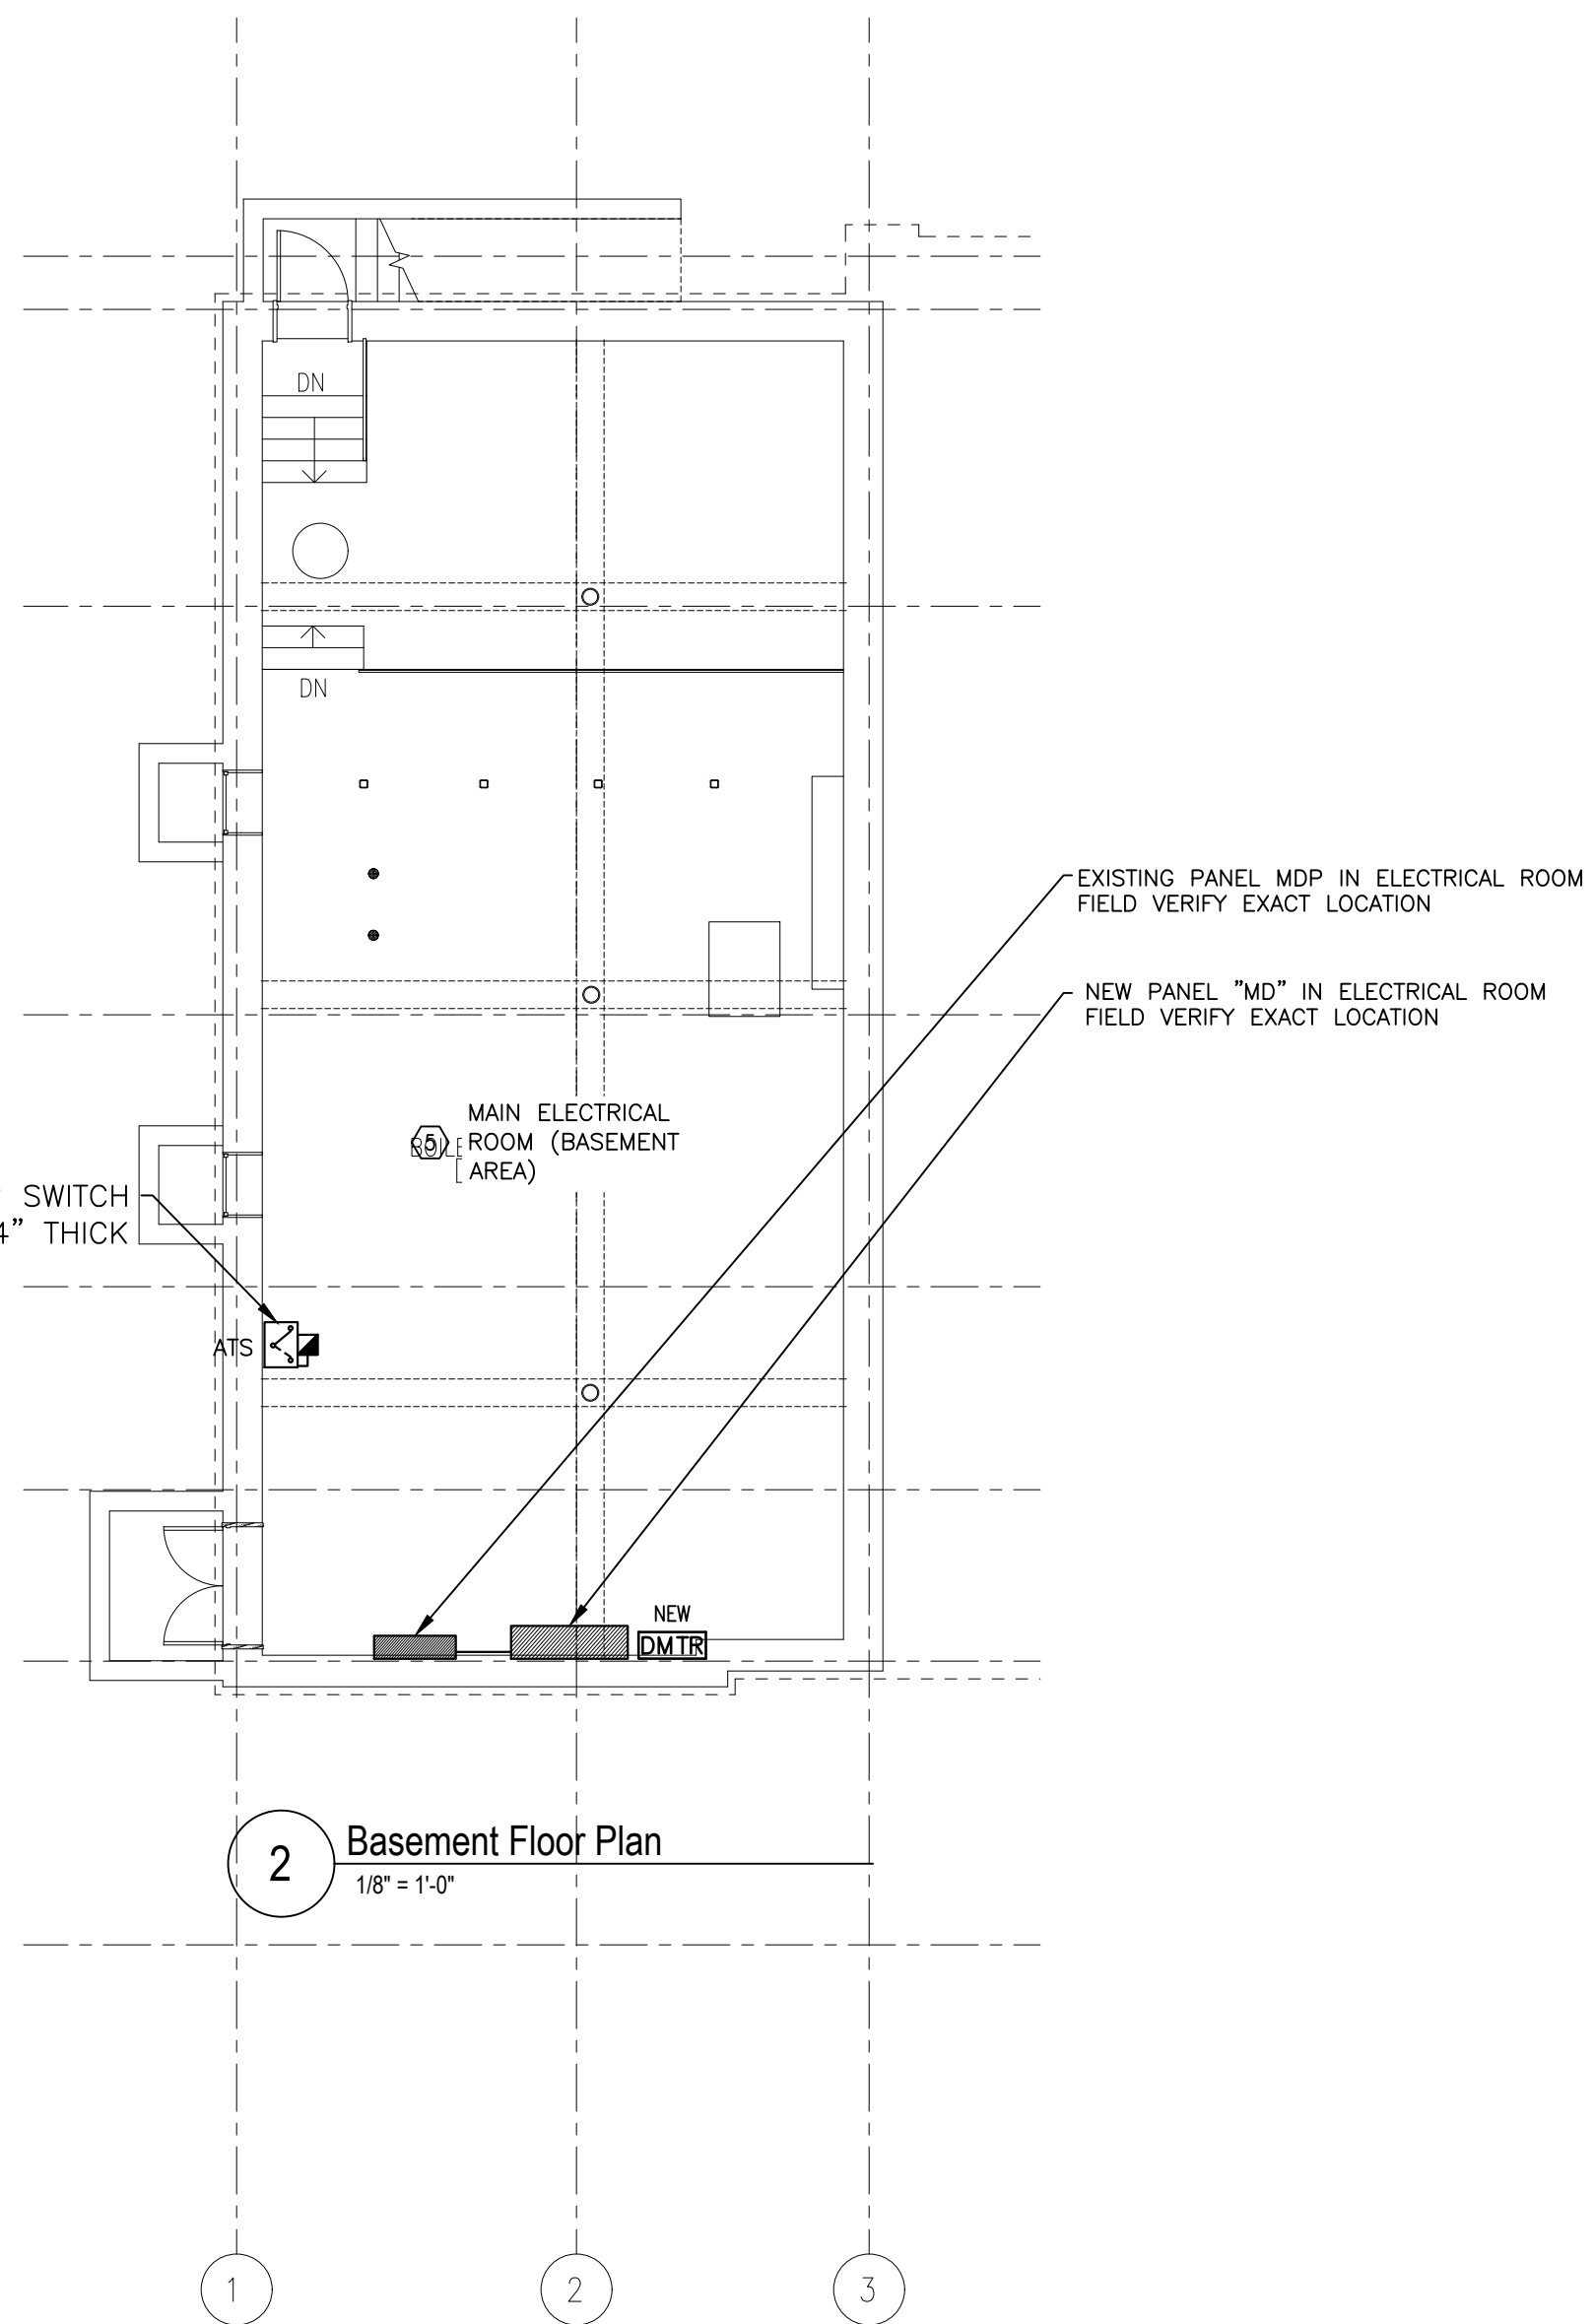 DN
DN
EXISTING PANEL MDP IN ELECTRICAL ROOM
FIELD VERIFY EXACT LOCATION
NEW PANEL "MD" IN ELECTRICAL ROOM
FIELD VERIFY EXACT LOCATION
MAIN ELECTRICAL
ROOM (BASEMENT
AREA)
5
SWITCH
4" THICK
ATS
NEW
DMTR
2
Basement Floor Plan
1/8" = 1'-0"
1
2
3